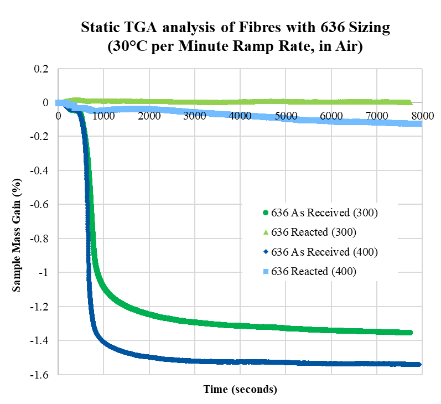 Static TGA analysis of Fibres with 636 Sizing
(30°C per Minute Ramp Rate, in Air)
0.2
0
0 1000 2000 3000 4000 5000 6000 7000 8000
-0.2
-0.4
-0.6
-0.8
-1
-1.2
-1.4
-1.6
Sample Mass Gain (%)
636 As Received (300)
636 Reacted (300)
636 As Received (400)
636 Reacted (400)
Time (seconds)